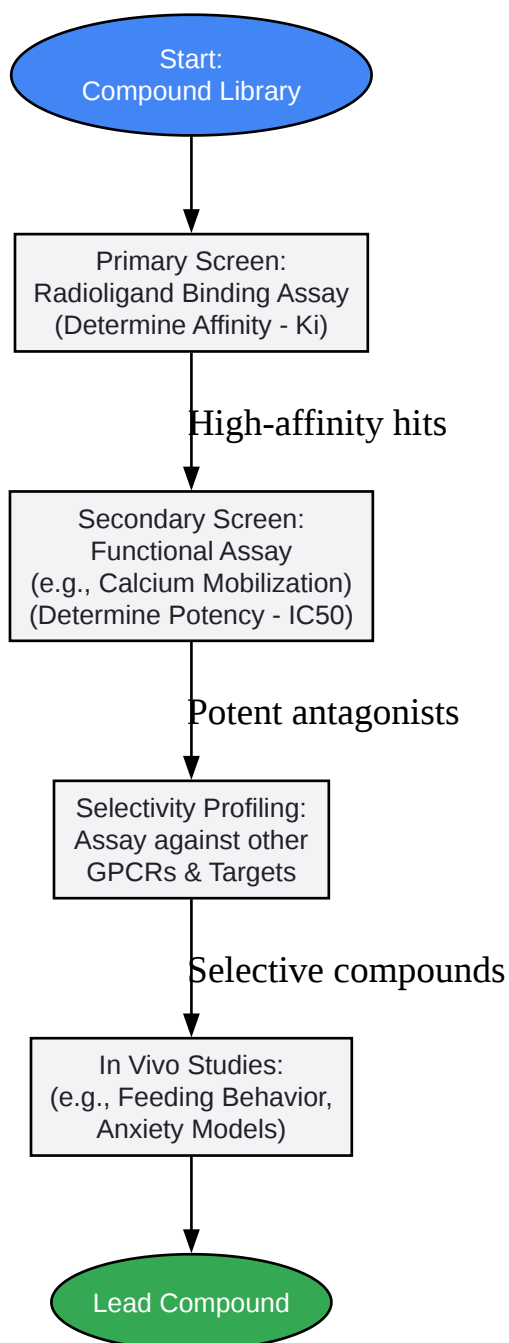 Start:
Compound Library
Primary Screen:
Radioligand Binding Assay
(Determine Affinity - Ki)
High-affinity hits
Secondary Screen:
Functional Assay
(e.g., Calcium Mobilization)
(Determine Potency - IC50)
Potent antagonists
Selectivity Profiling:
Assay against other
GPCRs & Targets
Selective compounds
In Vivo Studies:
(e.g., Feeding Behavior,
Anxiety Models)
Lead Compound